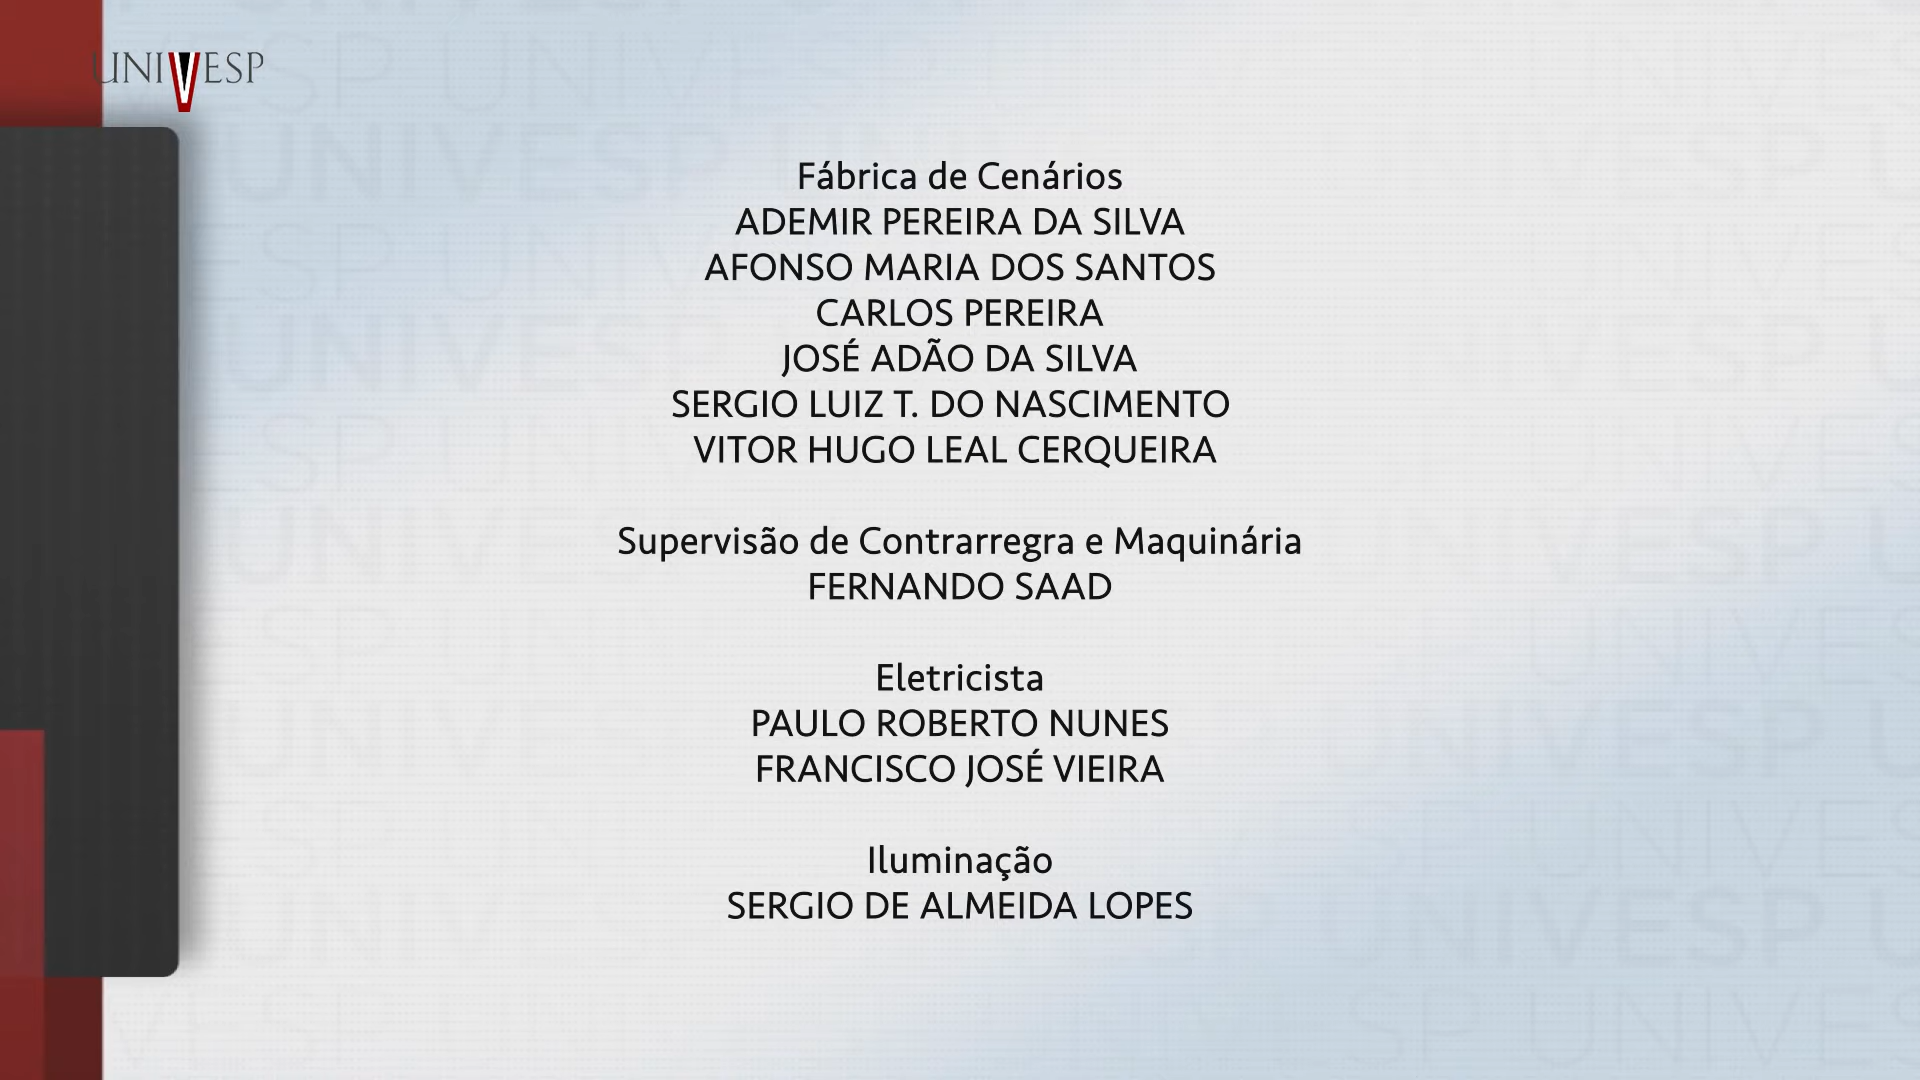 UNIVESP
Fábrica de Cenários
ADEMIR PEREIRA DA SILVA
AFONSO MARIA DOS SANTOS
CARLOS PEREIRA
JOSÉ ADÃO DA SILVA
SERGIO LUIZ T. DO NASCIMENTO
VITOR HUGO LEAL CERQUEIRA
Supervisão de Contrarregra e Maquinária
FERNANDO SAAD
Eletricista
PAULO ROBERTO NUNES
FRANCISCO JOSÉ VIEIRA
Iluminação
SERGIO DE ALMEIDA LOPES